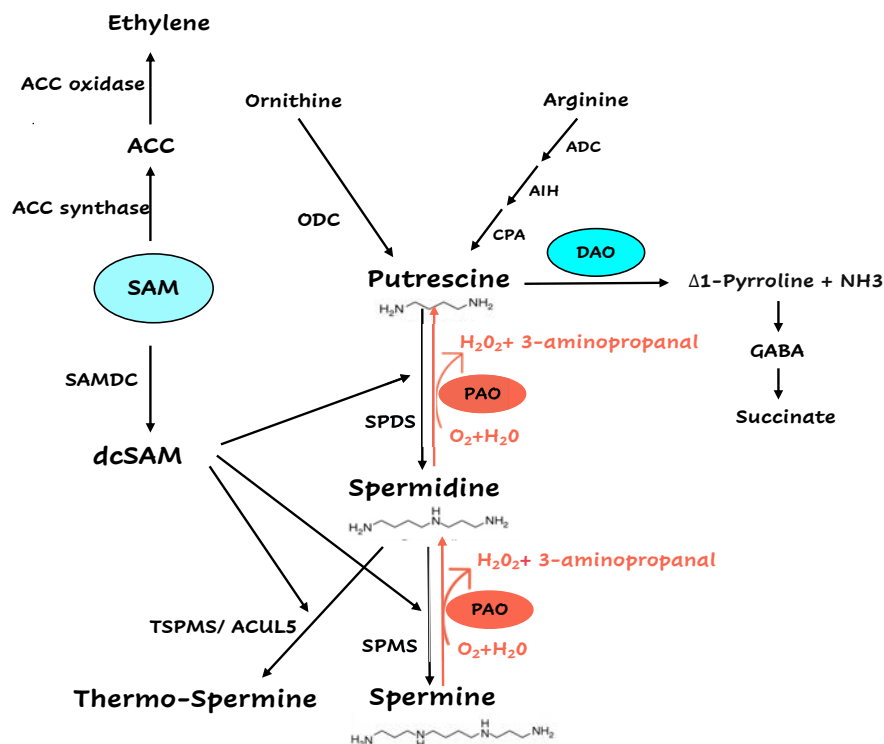 Ethylene
ACC oxidase
Ornithine
Arginine
ACC
ADC
AIH
ACC synthase
ODC
CPA
DAO
SAM
Putrescine
Δ1-Pyrroline + NH3
H₂N NH₂
H₂O₂+ 3-aminopropanal
GABA
SAMDC
PAO
SPDS
O₂+H₂O
Succinate
dcSAM
Spermidine
H
H₂N N NH₂
H₂O₂+ 3-aminopropanal
PAO
TSPMS/ ACUL5
SPMS
O₂+H₂O
Thermo-Spermine
Spermine
H
N NH₂
H₂N N
H